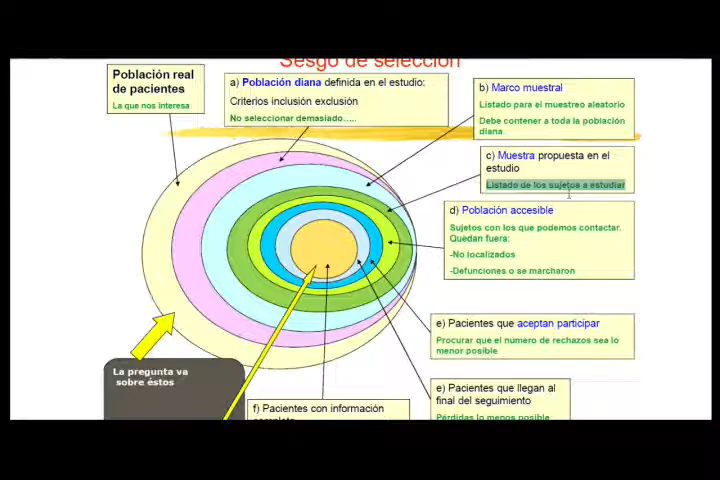 Sesgo de selección
Población real
de pacientes
La que nos interesa
a) Población diana definida en el estudio:
Criterios inclusión exclusión
No seleccionar demasiado.....
b) Marco muestral
Listado para el muestreo aleatorio
Debe contener a toda la población
diana
c) Muestra propuesta en el
estudio
Listado de los sujetos a estudiar
d) Población accesible
Sujetos con los que podemos contactar.
Quedan fuera:
-No localizados
-Defunciones o se marcharon
e) Pacientes que aceptan participar
Procurar que el número de rechazos sea lo
menor posible
e) Pacientes que llegan al
final del seguimiento
Pérdidas lo menos posible
f) Pacientes con información
completa
La pregunta va
sobre éstos